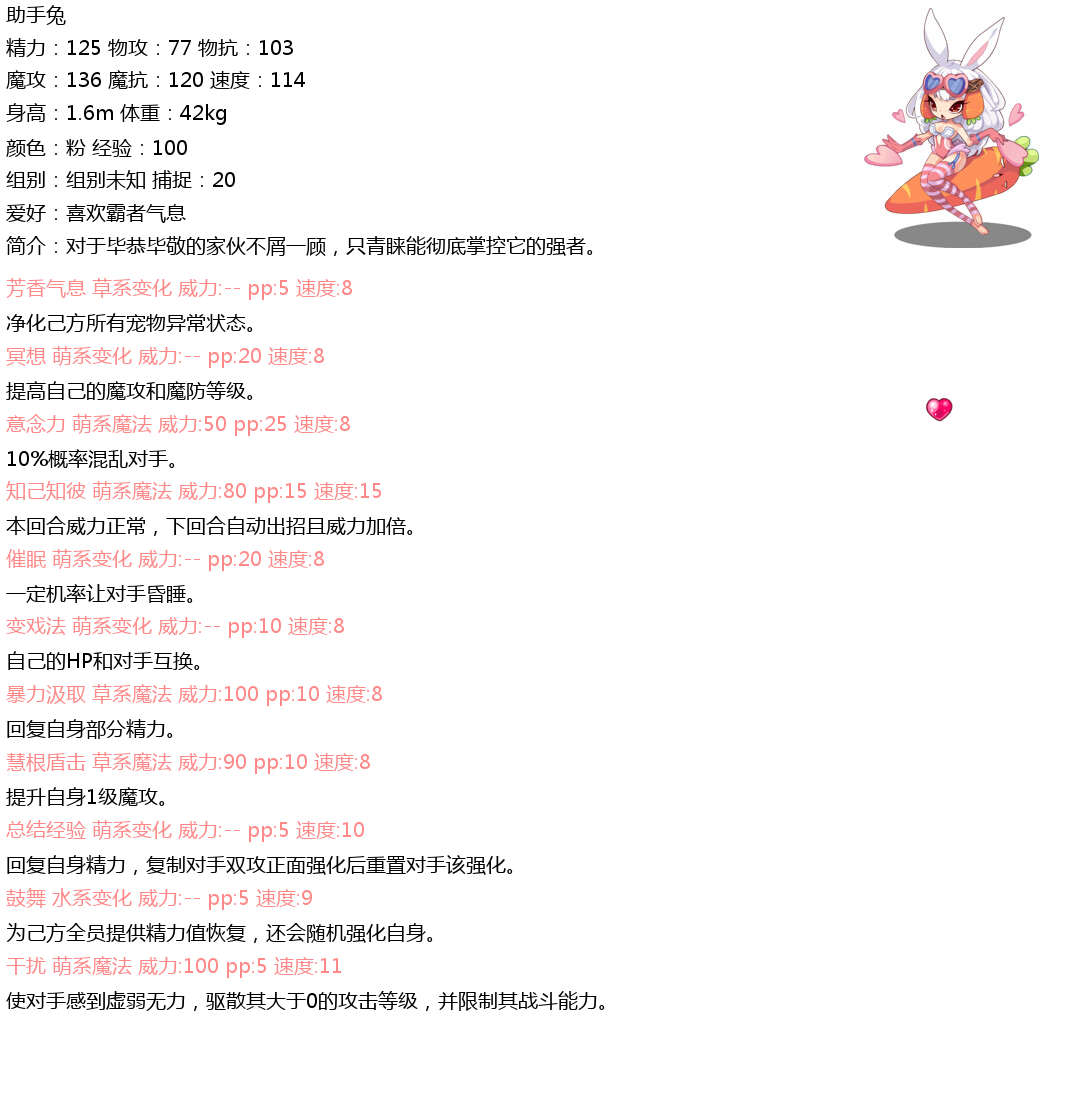 助手兔
精力：125 物攻：77 物抗：103
魔攻：136 魔抗：120 速度：114
身高：1.6m 体重：42kg
颜色：粉 经验：100
组别：组别未知 捕捉：20
爱好：喜欢霸者气息
简介：对于毕恭毕敬的家伙不屑一顾，只青睐能彻底掌控它的强者。
芳香气息 草系变化 威力:-- pp:5 速度:8
净化己方所有宠物异常状态。
冥想 萌系变化 威力:-- pp:20 速度:8
提高自己的魔攻和魔防等级。
意念力 萌系魔法 威力:50 pp:25 速度:8
10%概率混乱对手。
知己知彼 萌系魔法 威力:80 pp:15 速度:15
本回合威力正常，下回合自动出招且威力加倍。
催眠 萌系变化 威力:-- pp:20 速度:8
一定机率让对手昏睡。
变戏法 萌系变化 威力:-- pp:10 速度:8
自己的HP和对手互换。
暴力汲取 草系魔法 威力:100 pp:10 速度:8
回复自身部分精力。
慧根盾击 草系魔法 威力:90 pp:10 速度:8
提升自身1级魔攻。
总结经验 萌系变化 威力:-- pp:5 速度:10
回复自身精力，复制对手双攻正面强化后重置对手该强化。
鼓舞 水系变化 威力:-- pp:5 速度:9
为己方全员提供精力值恢复，还会随机强化自身。
干扰 萌系魔法 威力:100 pp:5 速度:11
使对手感到虚弱无力，驱散其大于0的攻击等级，并限制其战斗能力。